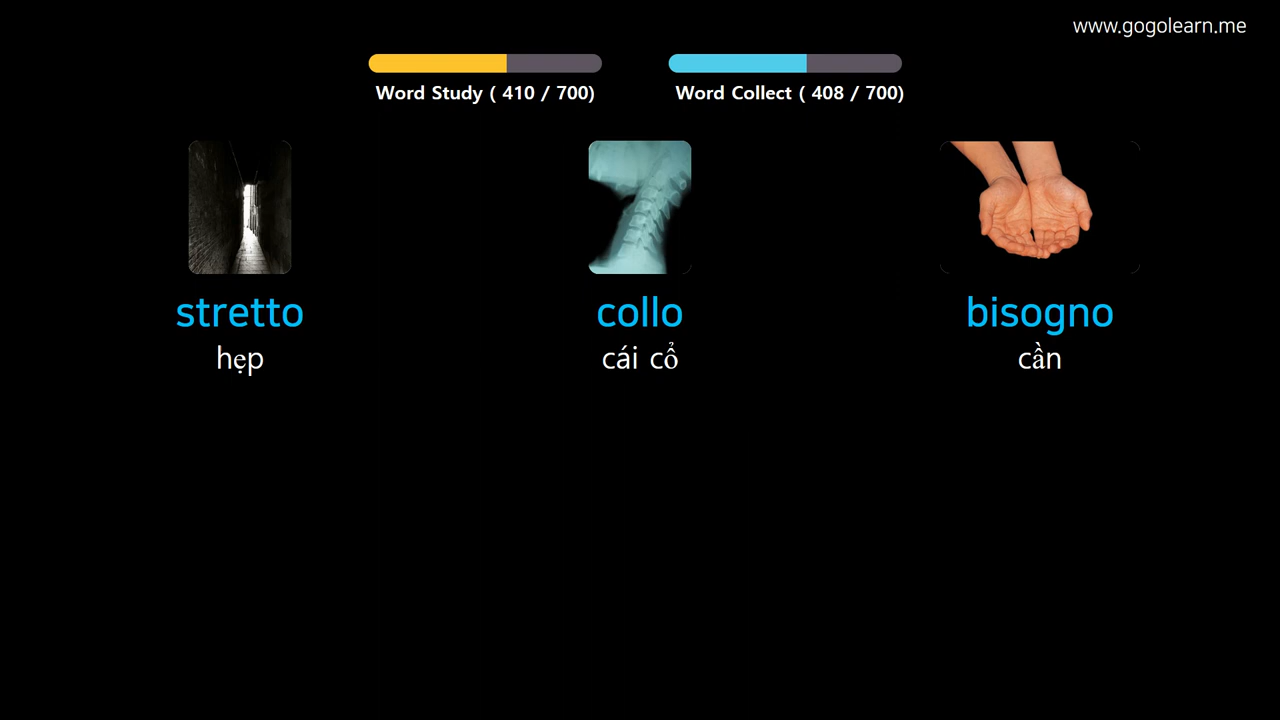 www.gogolearn.me
Word Study ( 410 / 700)
Word Collect ( 408 / 700)
stretto
collo
bisogno
hẹp
cái cổ
cần